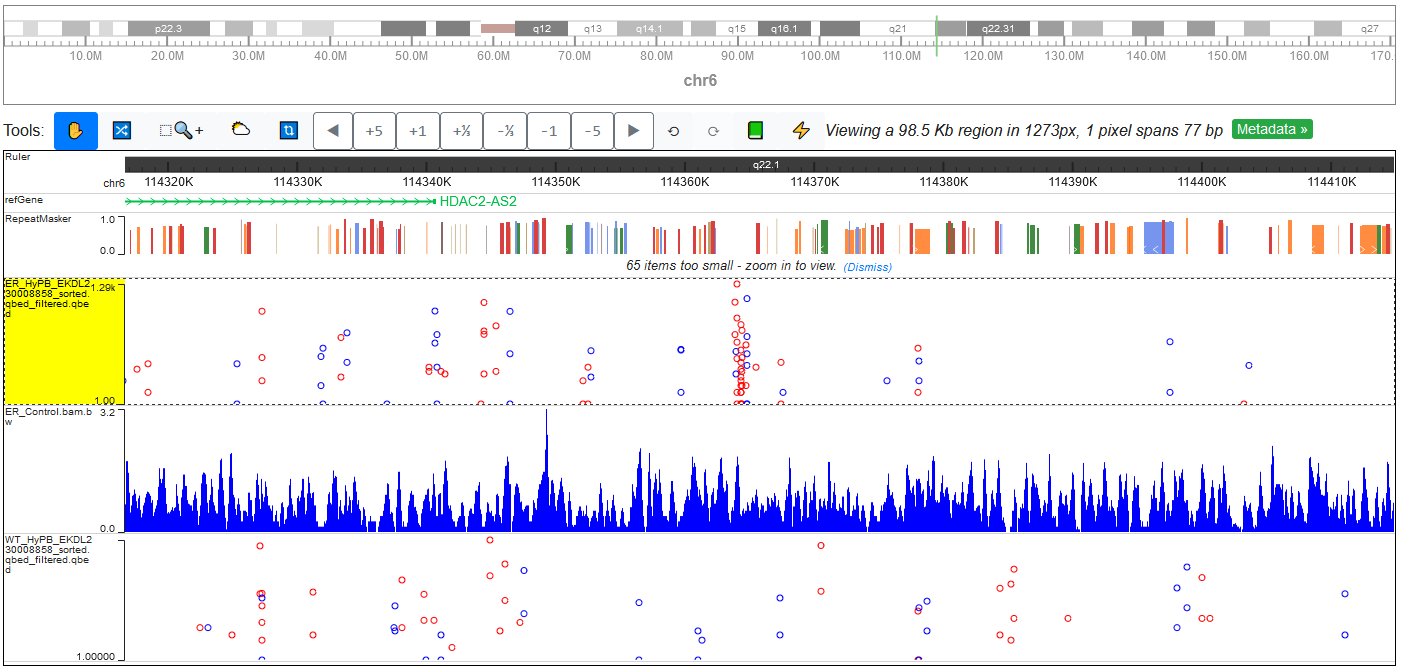 p22.3 q12 q13 q14.1 q15 q16.1 q21 q22.31 q27
10.0M 20.0M 30.0M 40.0M 50.0M 60.0M 70.0M 80.0M 90.0M 100.0M 110.0M 120.0M 130.0M 140.0M 150.0M 160.0M 170.
chr6
Tools: + ◀ +5 +1 +⅓ -⅓ -1 -5 ▶ Viewing a 98.5 Kb region in 1273px, 1 pixel spans 77 bp Metadata »
Ruler
q22.1
chr6 114320K 114330K 114340K 114350K 114360K 114370K 114380K 114390K 114400K 114410K
refGene
HDAC2-AS2
RepeatMasker
1.0
0.0
65 items too small - zoom in to view. (Dismiss)
ER_HyPB_EKDL2
30008858_sorted.
qbed_filtered.qbe
d
1.29k
1.00
ER_Control.bam.b
w
3.2
0.0
WT_HyPB_EKDL2
30008858_sorted.
qbed_filtered.qbe
d
1.00000